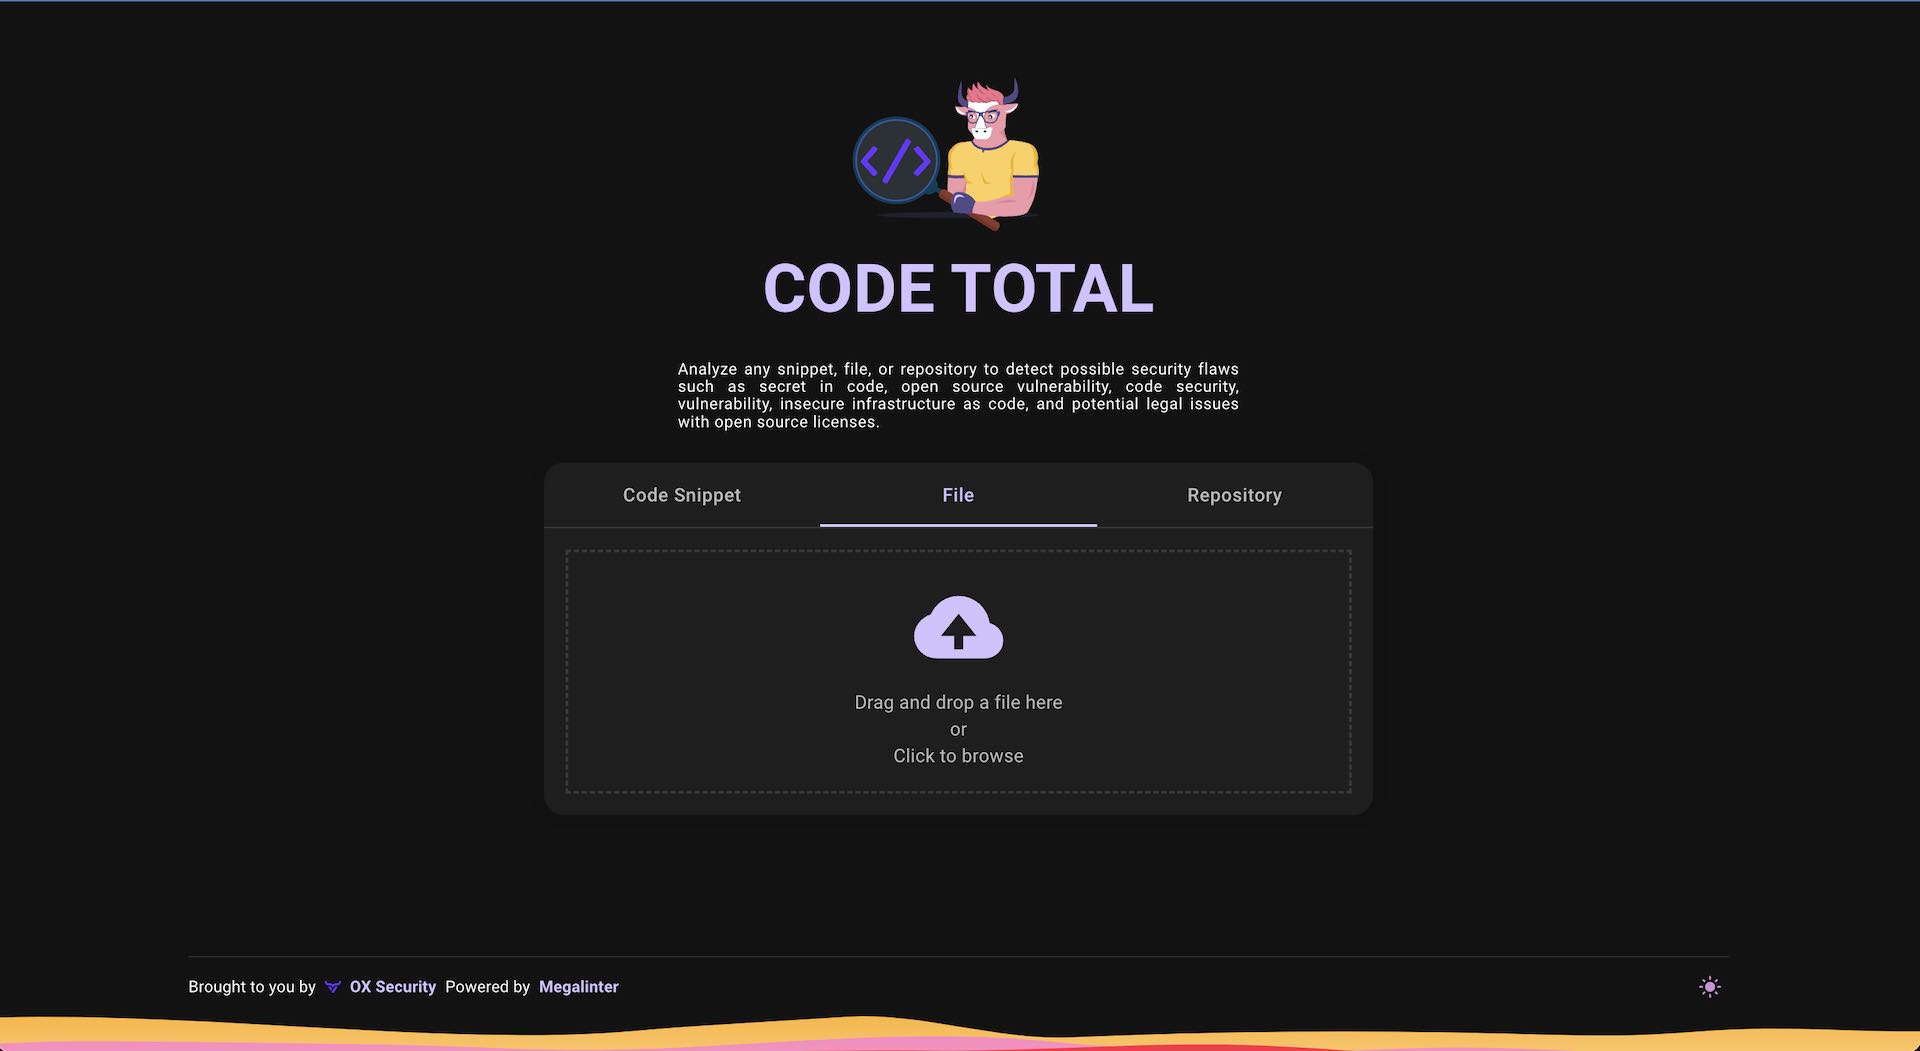 </>
CODE TOTAL
Analyze any snippet, file, or repository to detect possible security flaws
such as secret in code, open source vulnerability, code security,
vulnerability, insecure infrastructure as code, and potential legal issues
with open source licenses.
Code Snippet File Repository
Drag and drop a file here
or
Click to browse
Brought to you by OX Security Powered by Megalinter